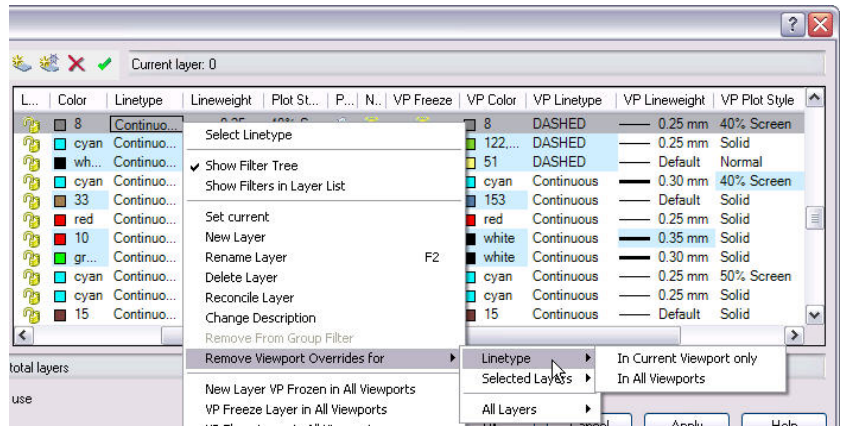 Current layer: 0
L... Color Linetype Lineweight Plot St... P... N.. VP Freeze VP Color VP Linetype VP Lineweight VP Plot Style
8 Continuo... 8 DASHED 0.25 mm 40% Screen
cyan Continuo... 122,... DASHED 0.25 mm Solid
wh... Continuo... 51 DASHED Default Normal
cyan Continuo... cyan Continuous 0.30 mm 40% Screen
33 Continuo... 153 Continuous Default Solid
red Continuo... red Continuous 0.25 mm Solid
10 Continuo... white Continuous 0.35 mm Solid
gr... Continuo... white Continuous 0.30 mm Solid
cyan Continuo... cyan Continuous 0.25 mm 50% Screen
cyan Continuo... cyan Continuous 0.25 mm Solid
15 Continuo... 15 Continuous Default Solid
Select Linetype
Show Filter Tree
Show Filters in Layer List
Set current
New Layer
Rename Layer F2
Delete Layer
Reconcile Layer
Change Description
Remove From Group Filter
Remove Viewport Overrides for
New Layer VP Frozen in All Viewports
VP Freeze Layer in All Viewports
Linetype
Selected Layers
All Layers
In Current Viewport only
In All Viewports
total layers
use
Cancel Apply Help